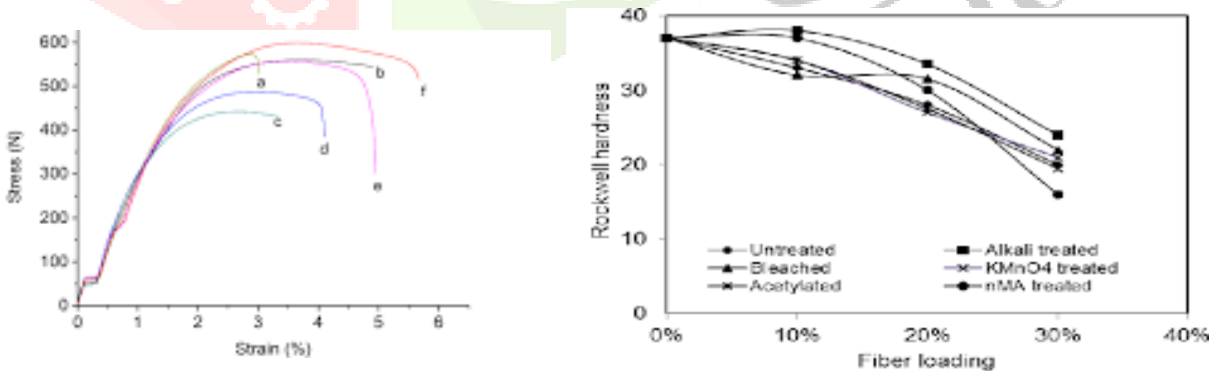 600
500
400
300
200
100
0
Stress (N)
0 1 2 3 4 5 6
Strain (%)
a
b
c
d
e
f
40
30
20
10
0
Rockwell hardness
Untreated
Alkali treated
Bleached
KMnO4 treated
Acetylated
nMA treated
0% 10% 20% 30% 40%
Fiber loading